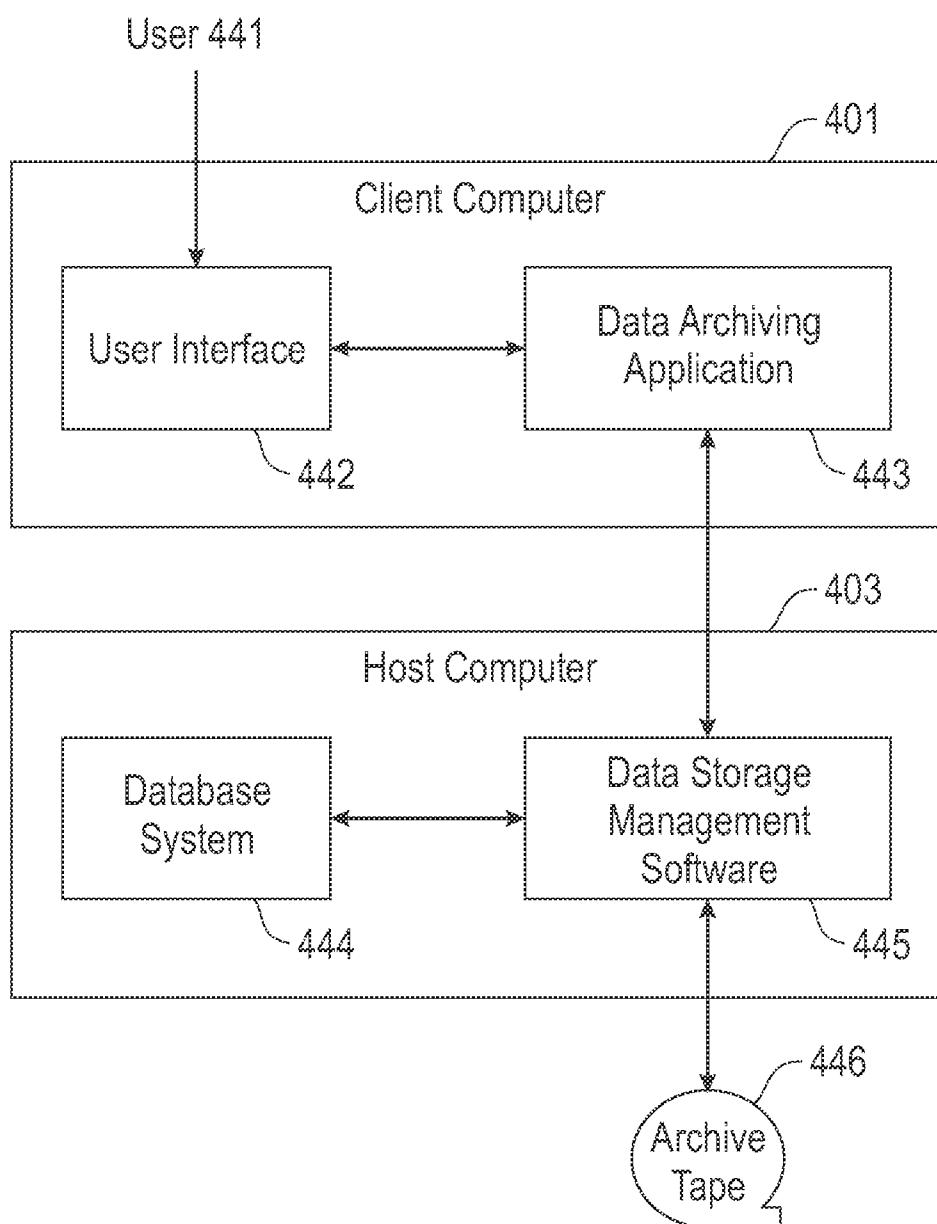 User 441
401
Client Computer
User Interface
Data Archiving
Application
442
443
403
Host Computer
Database
System
Data Storage
Management
Software
444
445
446
Archive
Tape